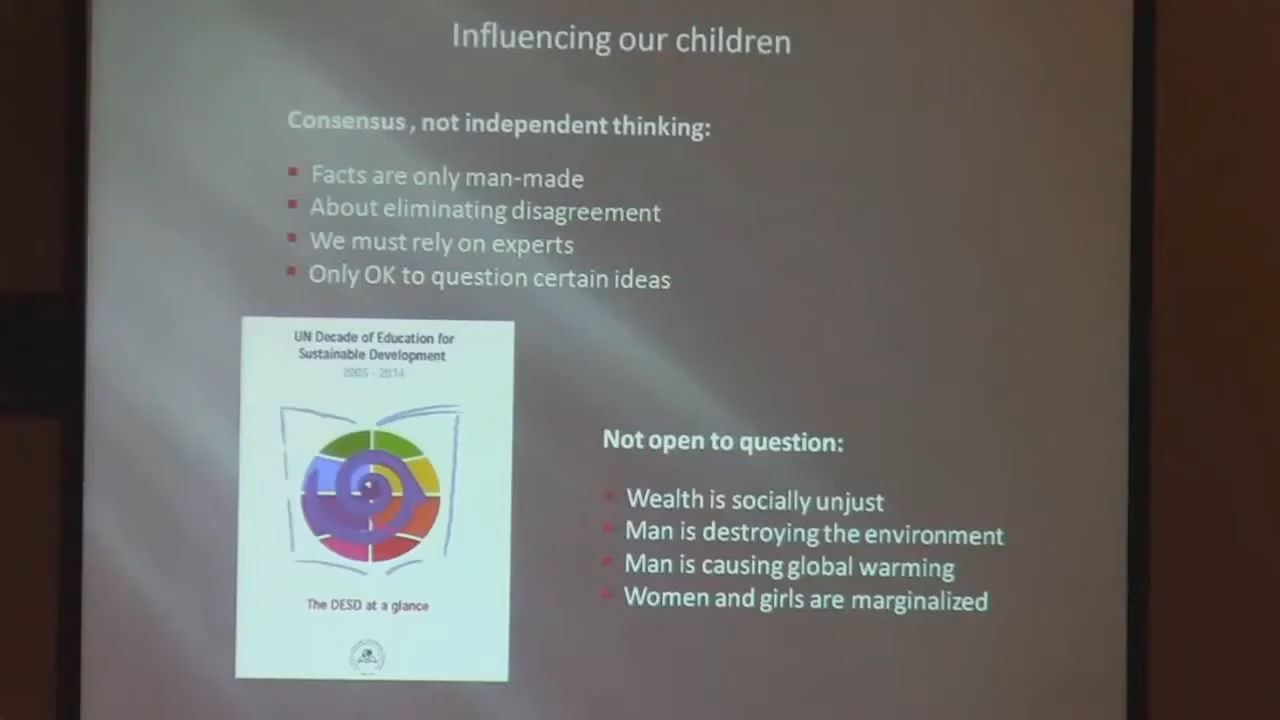 Influencing our children
Consensus, not independent thinking:
Facts are only man-made
About eliminating disagreement
We must rely on experts
Only OK to question certain ideas
UN Decade of Education for
Sustainable Development
2005 - 2014
The DESD at a glance
Not open to question:
Wealth is socially unjust
Man is destroying the environment
Man is causing global warming
Women and girls are marginalized